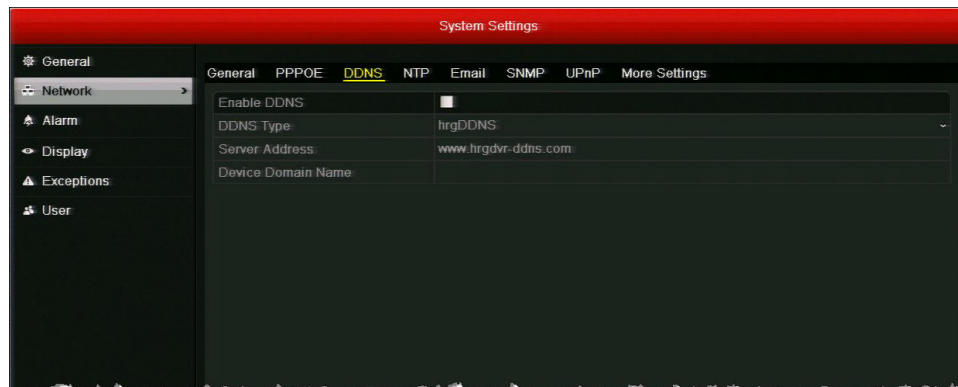 System Settings
General
Network
Alarm
Display
Exceptions
User
General PPPOE DDNS NTP Email SNMP UPnP More Settings
Enable DDNS
DDNS Type hrgDDNS
Server Address www.hrgdvr-ddns.com
Device Domain Name